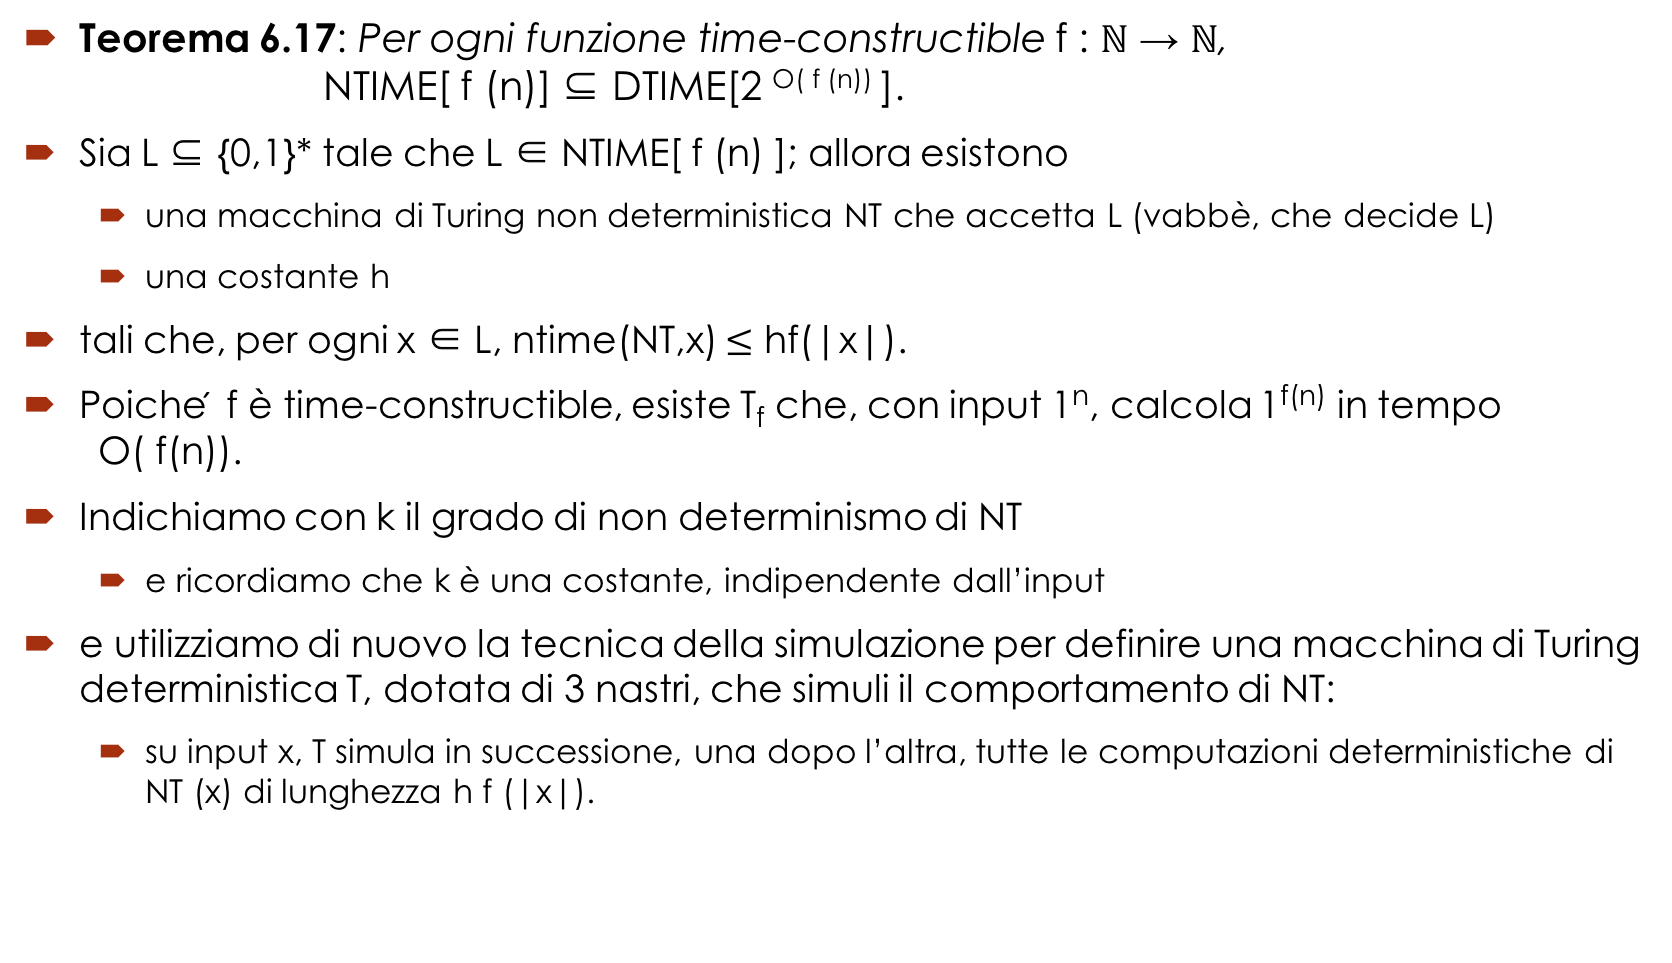 Teorema 6.17: Per ogni funzione time-constructible f : ℕ → ℕ,
NTIME[ f (n)] ⊆ DTIME[2 ᴼ⁽ ᶠ ⁽ⁿ⁾⁾ ].
Sia L ⊆ {0,1}* tale che L ∈ NTIME[ f (n) ]; allora esistono
una macchina di Turing non deterministica NT che accetta L (vabbè, che decide L)
una costante h
tali che, per ogni x ∈ L, ntime(NT,x) ≤ hf(|x|).
Poiche´ f è time-constructible, esiste T_f che, con input 1ⁿ, calcola 1ᶠ⁽ⁿ⁾ in tempo
O( f(n)).
Indichiamo con k il grado di non determinismo di NT
e ricordiamo che k è una costante, indipendente dall’input
e utilizziamo di nuovo la tecnica della simulazione per definire una macchina di Turing
deterministica T, dotata di 3 nastri, che simuli il comportamento di NT:
su input x, T simula in successione, una dopo l’altra, tutte le computazioni deterministiche di
NT (x) di lunghezza h f (|x|).